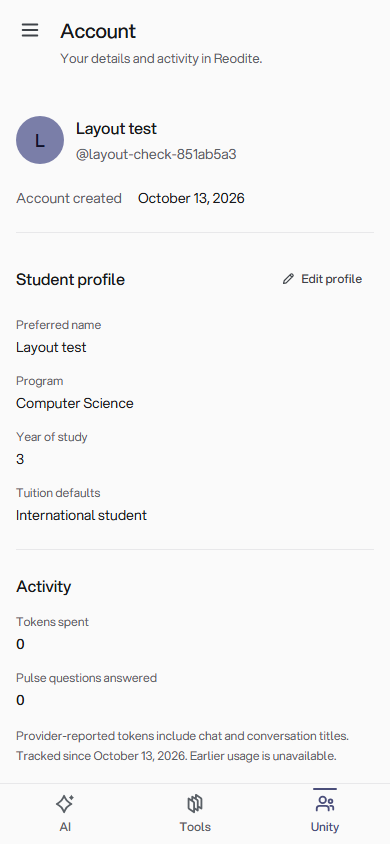 Account
Your details and activity in Reodite.
L
Layout test
@layout-check-851ab5a3
Account created October 13, 2026
Student profile
Edit profile
Preferred name
Layout test
Program
Computer Science
Year of study
3
Tuition defaults
International student
Activity
Tokens spent
0
Pulse questions answered
0
Provider-reported tokens include chat and conversation titles.
Tracked since October 13, 2026. Earlier usage is unavailable.
AI
Tools
Unity